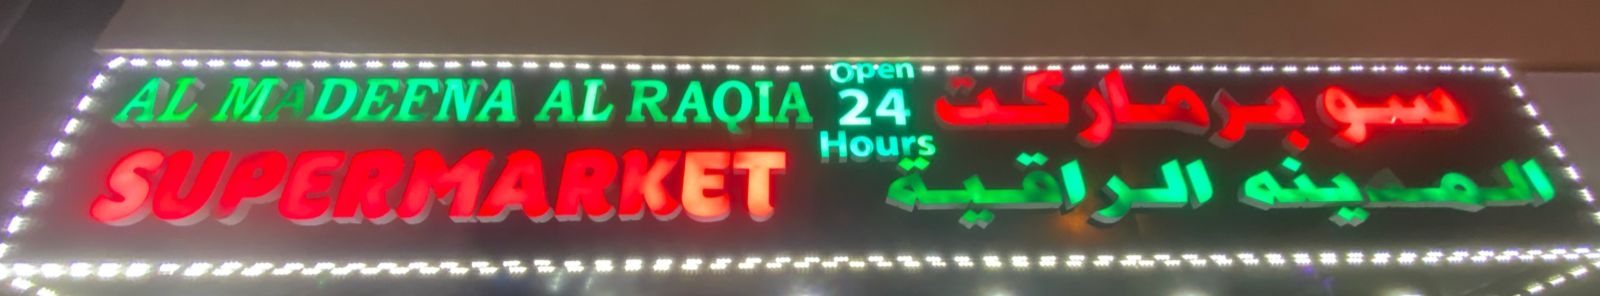 AL MADEENA AL RAQIA
SUPERMARKET
Open
24
Hours
سوبرماركت
المدينه الراقية